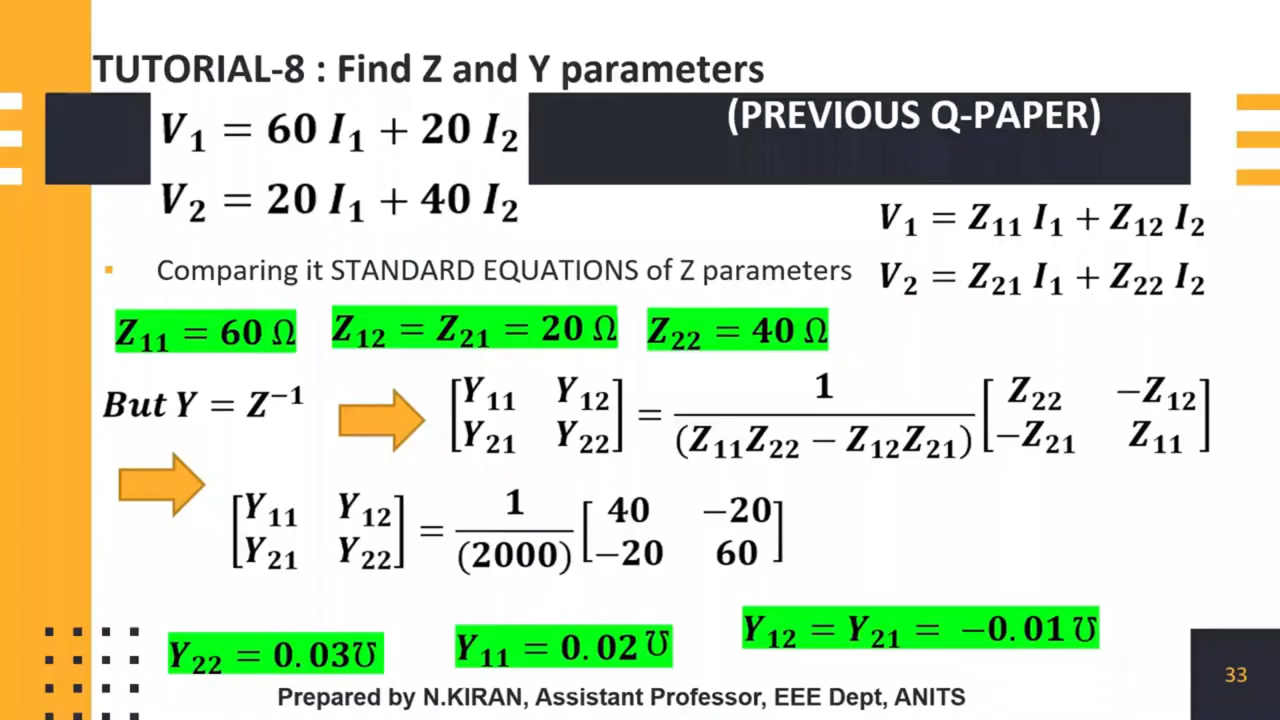 TUTORIAL-8 : Find Z and Y parameters
(PREVIOUS Q-PAPER)
V₁ = 60 I₁ + 20 I₂
V₂ = 20 I₁ + 40 I₂
V₁ = Z₁₁ I₁ + Z₁₂ I₂
▪ Comparing it STANDARD EQUATIONS of Z parameters
V₂ = Z₂₁ I₁ + Z₂₂ I₂
Z₁₁ = 60 Ω
Z₁₂ = Z₂₁ = 20 Ω
Z₂₂ = 40 Ω
But Y = Z⁻¹
[Y₁₁ Y₁₂
Y₂₁ Y₂₂] = 1/(Z₁₁Z₂₂ − Z₁₂Z₂₁) [Z₂₂ −Z₁₂
−Z₂₁ Z₁₁]
[Y₁₁ Y₁₂
Y₂₁ Y₂₂] = 1/(2000) [40 −20
−20 60]
Y₂₂ = 0.03℧
Y₁₁ = 0.02 ℧
Y₁₂ = Y₂₁ = −0.01 ℧
Prepared by N.KIRAN, Assistant Professor, EEE Dept, ANITS
33